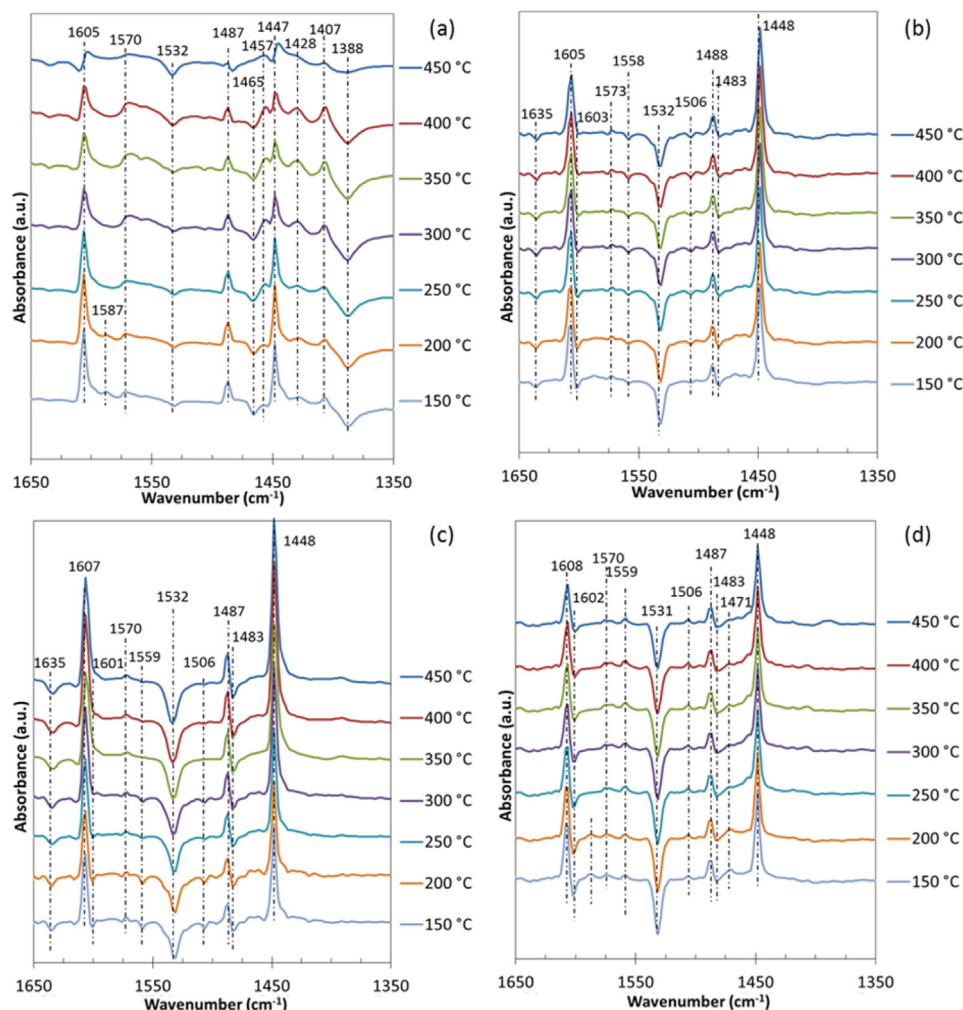 (a)
1605 1570 1532 1487 1447 1407
1457 1428 1388
1465
1587
450 °C
400 °C
350 °C
300 °C
250 °C
200 °C
150 °C
Absorbance (a.u.)
1650 1550 1450 1350
Wavenumber (cm-1)
(b)
1448
1605 1558 1488
1635 1603 1573 1532 1506 1483
450 °C
400 °C
350 °C
300 °C
250 °C
200 °C
150 °C
Absorbance (a.u.)
1650 1550 1450 1350
Wavenumber (cm-1)
(c)
1607 1532 1448
1570 1487
1635 1601 1559 1506 1483
450 °C
400 °C
350 °C
300 °C
250 °C
200 °C
150 °C
Absorbance (a.u.)
1650 1550 1450 1350
Wavenumber (cm-1)
(d)
1608 1570 1487 1448
1602 1559 1531 1506 1483
1471
450 °C
400 °C
350 °C
300 °C
250 °C
200 °C
150 °C
Absorbance (a.u.)
1650 1550 1450 1350
Wavenumber (cm-1)